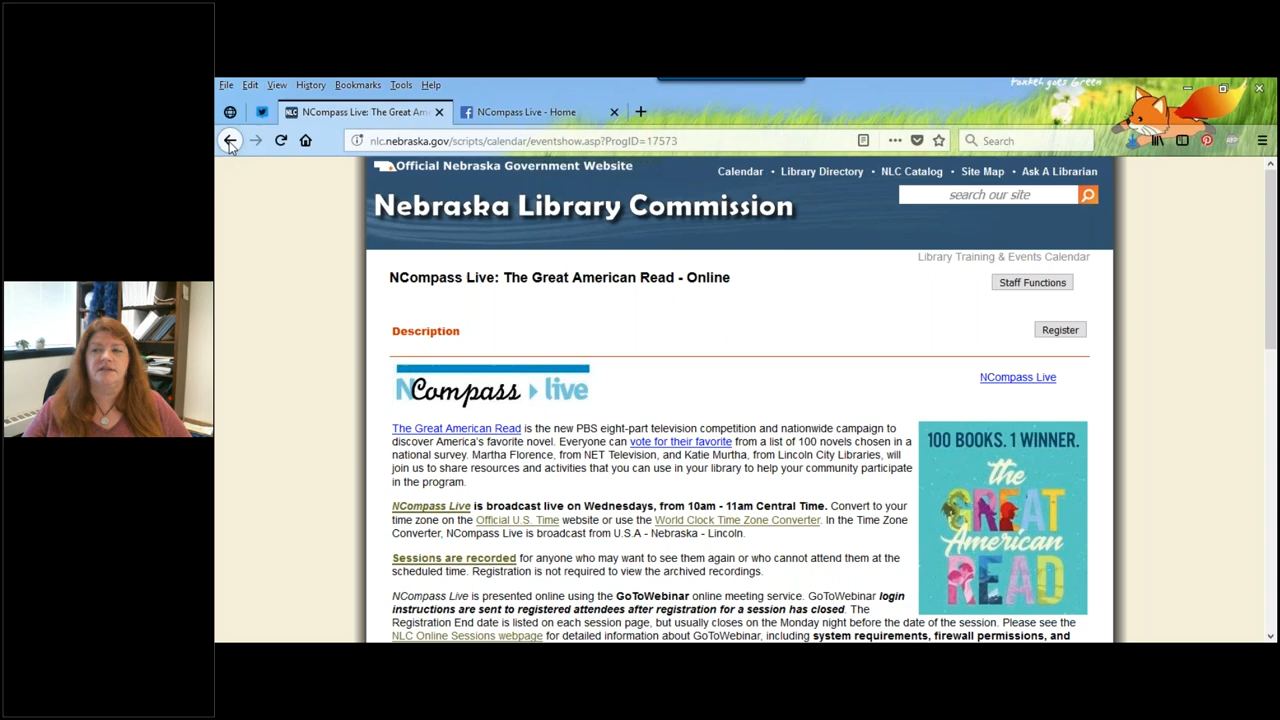 Foxkeh goes Green
File Edit View History Bookmarks Tools Help
NLC NCompass Live: The Great Am
NCompass Live - Home
nlc.nebraska.gov/scripts/calendar/eventshow.asp?ProgID=17573
Search
Official Nebraska Government Website
Calendar • Library Directory • NLC Catalog • Site Map • Ask A Librarian
Nebraska Library Commission
search our site
Library Training & Events Calendar
NCompass Live: The Great American Read - Online
Staff Functions
Description
Register
NCompass live
NCompass Live
The Great American Read is the new PBS eight-part television competition and nationwide campaign to
discover America's favorite novel. Everyone can vote for their favorite from a list of 100 novels chosen in a
national survey. Martha Florence, from NET Television, and Katie Murtha, from Lincoln City Libraries, will
join us to share resources and activities that you can use in your library to help your community participate
in the program.
100 BOOKS. 1 WINNER.
the
GREAT
American
READ
NCompass Live is broadcast live on Wednesdays, from 10am - 11am Central Time. Convert to your
time zone on the Official U.S. Time website or use the World Clock Time Zone Converter. In the Time Zone
Converter, NCompass Live is broadcast from U.S.A - Nebraska - Lincoln.
Sessions are recorded for anyone who may want to see them again or who cannot attend them at the
scheduled time. Registration is not required to view the archived recordings.
NCompass Live is presented online using the GoToWebinar online meeting service. GoToWebinar login
instructions are sent to registered attendees after registration for a session has closed. The
Registration End date is listed on each session page, but usually closes on the Monday night before the date of the session. Please see the
NLC Online Sessions webpage for detailed information about GoToWebinar, including system requirements, firewall permissions, and